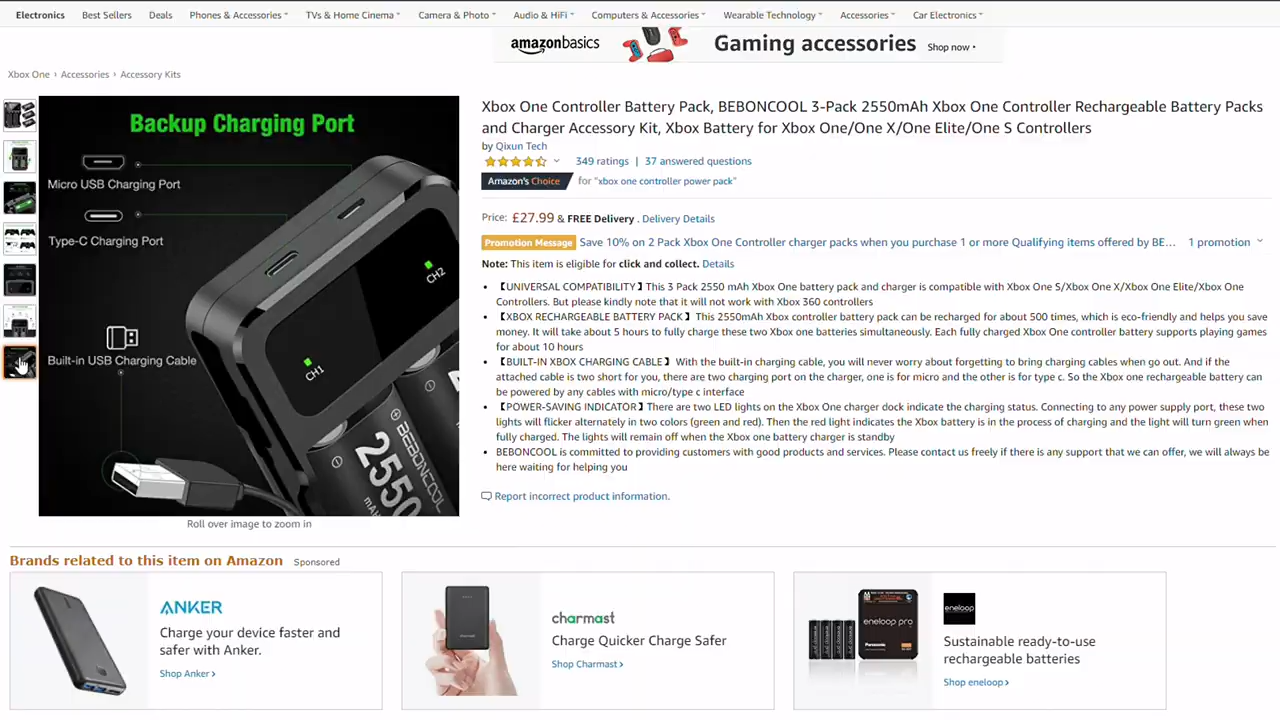 Electronics Best Sellers Deals Phones & Accessories TVs & Home Cinema Camera & Photo Audio & HiFi Computers & Accessories Wearable Technology Accessories Car Electronics
amazonbasics Gaming accessories Shop now
Xbox One › Accessories › Accessory Kits
Backup Charging Port
Micro USB Charging Port
Type-C Charging Port
Built-in USB Charging Cable
CH2
CH1
BEBONCOOL
2550
mAh
Roll over image to zoom in
Xbox One Controller Battery Pack, BEBONCOOL 3-Pack 2550mAh Xbox One Controller Rechargeable Battery Packs
and Charger Accessory Kit, Xbox Battery for Xbox One/One X/One Elite/One S Controllers
by Qixun Tech
349 ratings | 37 answered questions
Amazon's Choice for "xbox one controller power pack"
Price: £27.99 & FREE Delivery . Delivery Details
Promotion Message Save 10% on 2 Pack Xbox One Controller charger packs when you purchase 1 or more Qualifying items offered by BE... 1 promotion
Note: This item is eligible for click and collect. Details
• 【UNIVERSAL COMPATIBILITY】This 3 Pack 2550 mAh Xbox One battery pack and charger is compatible with Xbox One S/Xbox One X/Xbox One Elite/Xbox One
Controllers. But please kindly note that it will not work with Xbox 360 controllers
• 【XBOX RECHARGEABLE BATTERY PACK】 This 2550mAh Xbox controller battery pack can be recharged for about 500 times, which is eco-friendly and helps you save
money. It will take about 5 hours to fully charge these two Xbox one batteries simultaneously. Each fully charged Xbox One controller battery supports playing games
for about 10 hours
• 【BUILT-IN XBOX CHARGING CABLE】 With the built-in charging cable, you will never worry about forgetting to bring charging cables when go out. And if the
attached cable is two short for you, there are two charging port on the charger, one is for micro and the other is for type c. So the Xbox one rechargeable battery can
be powered by any cables with micro/type c interface
• 【POWER-SAVING INDICATOR】There are two LED lights on the Xbox One charger dock indicate the charging status. Connecting to any power supply port, these two
lights will flicker alternately in two colors (green and red). Then the red light indicates the Xbox battery is in the process of charging and the light will turn green when
fully charged. The lights will remain off when the Xbox one battery charger is standby
• BEBONCOOL is committed to providing customers with good products and services. Please contact us freely if there is any support that we can offer, we will always be
here waiting for helping you
Report incorrect product information.
Brands related to this item on Amazon Sponsored
ANKER
Charge your device faster and
safer with Anker.
Shop Anker ›
charmast
Charge Quicker Charge Safer
Shop Charmast ›
eneloop pro
eneloop
Sustainable ready-to-use
rechargeable batteries
Shop eneloop ›